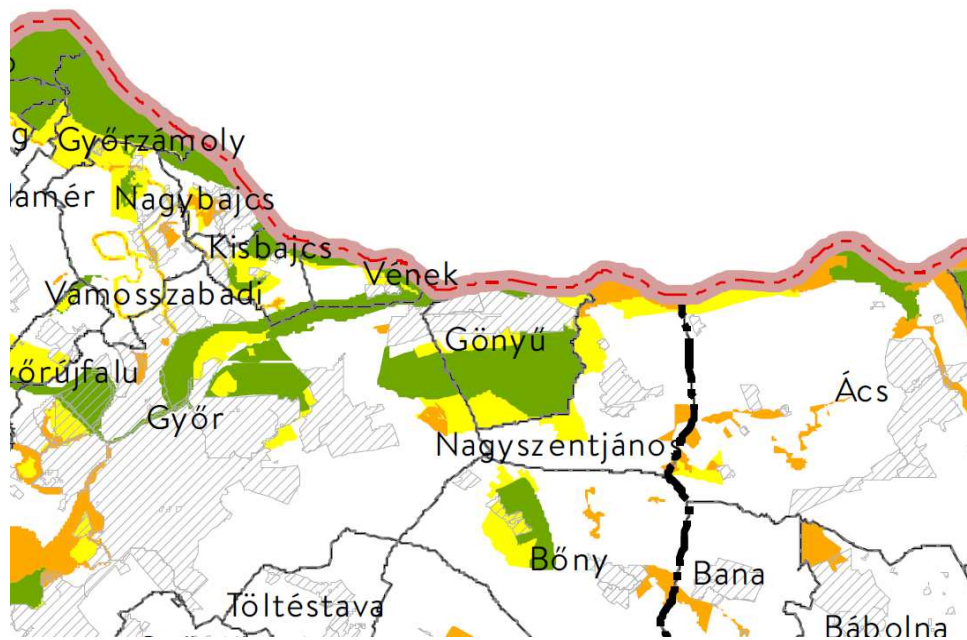 Győrzámoly
Nagybajcs
Kisbajcs
Vének
Vámosszabadi
Gönyű
Ács
Győr
Nagyszentjános
Bőny
Bana
Töltéstava
Bábolna